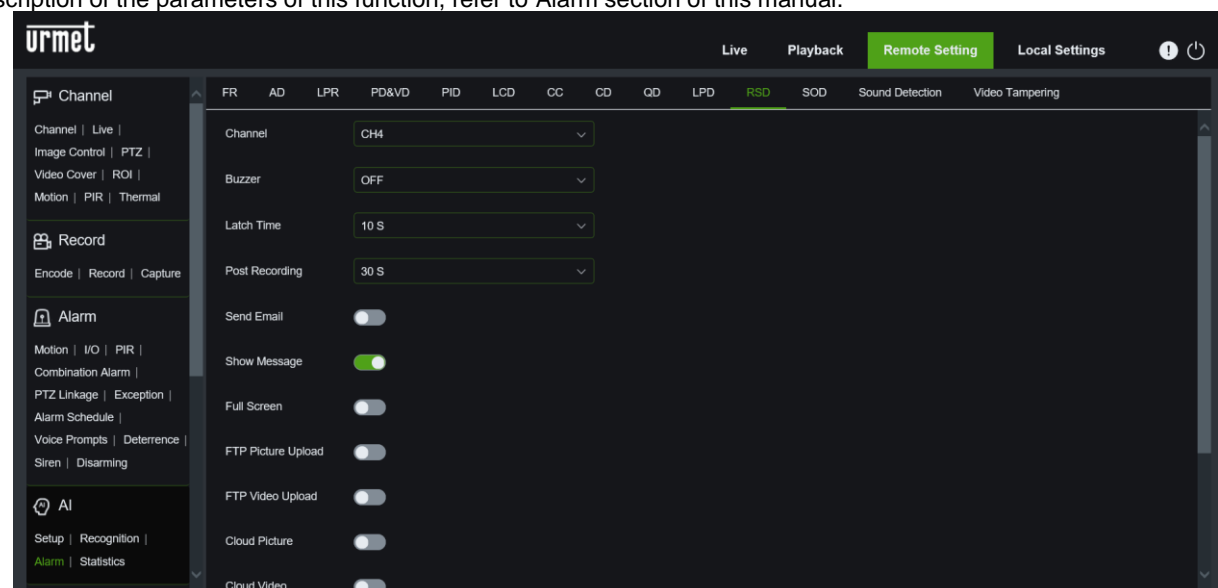 scription of the parameters of this function, refer to Alarm section of this manual.
urmet
Live Playback Remote Setting Local Settings
Channel
Channel | Live |
Image Control | PTZ |
Video Cover | ROI |
Motion | PIR | Thermal
Record
Encode | Record | Capture
Alarm
Motion | I/O | PIR |
Combination Alarm |
PTZ Linkage | Exception |
Alarm Schedule |
Voice Prompts | Deterrence |
Siren | Disarming
AI
Setup | Recognition |
Alarm | Statistics
FR AD LPR PD&VD PID LCD CC CD QD LPD RSD SOD Sound Detection Video Tampering
Channel CH4
Buzzer OFF
Latch Time 10 S
Post Recording 30 S
Send Email
Show Message
Full Screen
FTP Picture Upload
FTP Video Upload
Cloud Picture
Cloud Video